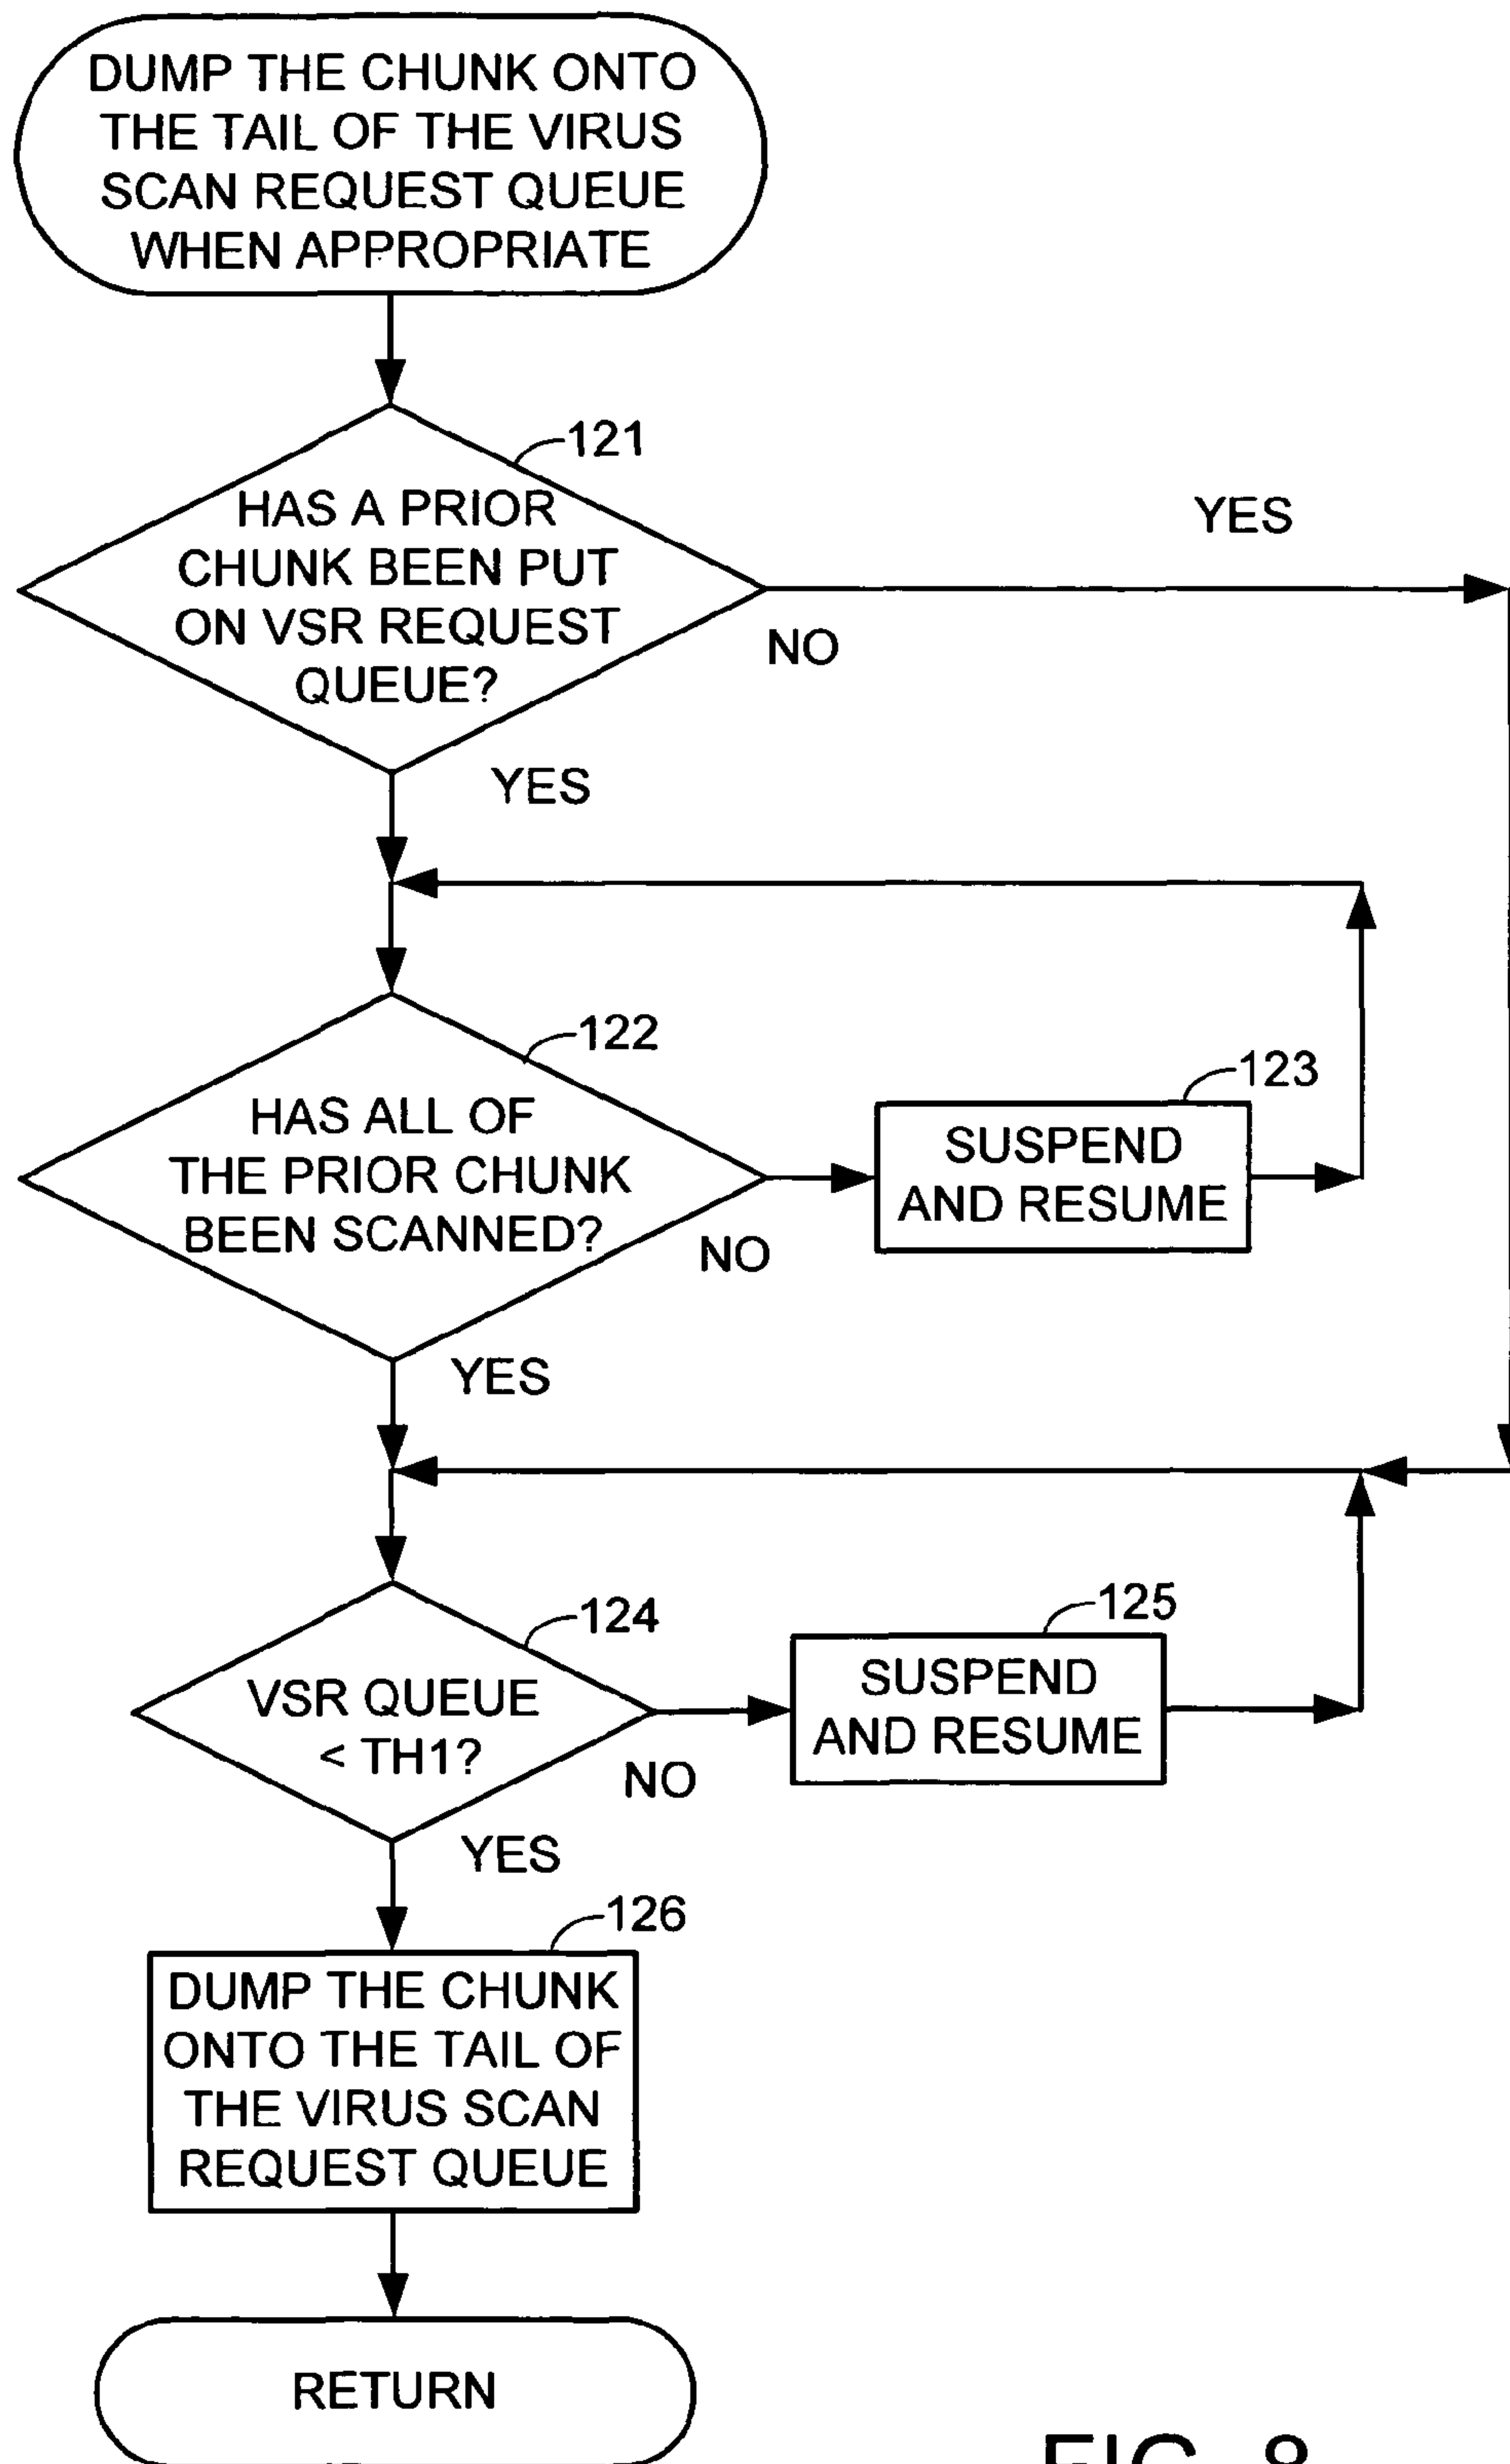 DUMP THE CHUNK ONTO
THE TAIL OF THE VIRUS
SCAN REQUEST QUEUE
WHEN APPROPRIATE
121
HAS A PRIOR
CHUNK BEEN PUT
ON VSR REQUEST
QUEUE?
YES
NO
YES
122
HAS ALL OF
THE PRIOR CHUNK
BEEN SCANNED?
NO
123
SUSPEND
AND RESUME
YES
124
VSR QUEUE
< TH1?
NO
125
SUSPEND
AND RESUME
YES
126
DUMP THE CHUNK
ONTO THE TAIL OF
THE VIRUS SCAN
REQUEST QUEUE
RETURN
FIG. 8